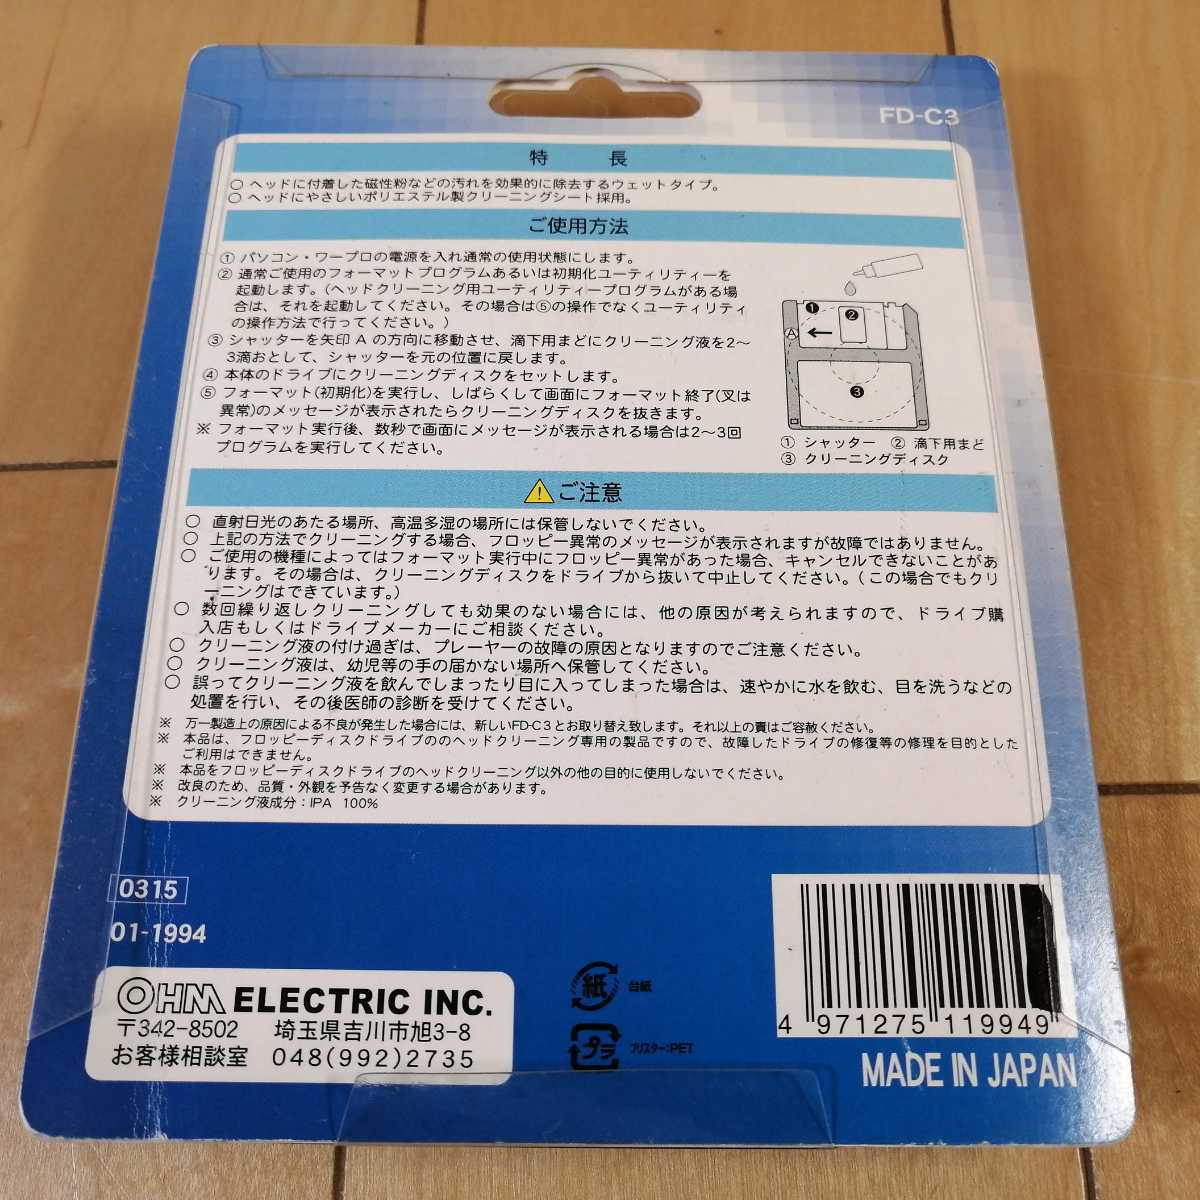 FD-C3
特 長
○ ヘッドに付着した磁性粉などの汚れを効果的に除去するウェットタイプ。
○ ヘッドにやさしいポリエステル製クリーニングシート採用。
ご使用方法
① パソコン・ワープロの電源を入れ通常の使用状態にします。
② 通常ご使用のフォーマットプログラムあるいは初期化ユーティリティーを
起動します。(ヘッドクリーニング用ユーティリティープログラムがある場
合は、それを起動してください。その場合は⑤の操作でなくユーティリティ
の操作方法で行ってください。)
③ シャッターを矢印 A の方向に移動させ、滴下用まどにクリーニング液を2〜
3滴おとして、シャッターを元の位置に戻します。
④ 本体のドライブにクリーニングディスクをセットします。
⑤ フォーマット(初期化)を実行し、しばらくして画面にフォーマット終了(又は
異常)のメッセージが表示されたらクリーニングディスクを抜きます。
※ フォーマット実行後、数秒で画面にメッセージが表示される場合は2〜3回
プログラムを実行してください。
❶ ❷
A
❸
① シャッター ② 滴下用まど
③ クリーニングディスク
ご注意
○ 直射日光のあたる場所、高温多湿の場所には保管しないでください。
○ 上記の方法でクリーニングする場合、フロッピー異常のメッセージが表示されますが故障ではありません。
○ ご使用の機種によってはフォーマット実行中にフロッピー異常があった場合、キャンセルできないことがあ
ります。その場合は、クリーニングディスクをドライブから抜いて中止してください。(この場合でもクリ
ーニングはできています。)
○ 数回繰り返しクリーニングしても効果のない場合には、他の原因が考えられますので、ドライブ購
入店もしくはドライブメーカーにご相談ください。
○ クリーニング液の付け過ぎは、プレーヤーの故障の原因となりますのでご注意ください。
○ クリーニング液は、幼児等の手の届かない場所へ保管してください。
○ 誤ってクリーニング液を飲んでしまったり目に入ってしまった場合は、速やかに水を飲む、目を洗うなどの
処置を行い、その後医師の診断を受けてください。
※ 万一製造上の原因による不良が発生した場合には、新しいFD-C3とお取り替え致します。それ以上の責はご容赦ください。
※ 本品は、フロッピーディスクドライブののヘッドクリーニング専用の製品ですので、故障したドライブの修復等の修理を目的とした
ご利用はできません。
※ 本品をフロッピーディスクドライブのヘッドクリーニング以外の他の目的に使用しないでください。
※ 改良のため、品質・外観を予告なく変更する場合があります。
※ クリーニング液成分：IPA 100%
0315
01-1994
OHM ELECTRIC INC.
〒342-8502 埼玉県吉川市旭3-8
お客様相談室 048(992)2735
紙 台紙
プラ ブリスター:PET
4 971275 119949
MADE IN JAPAN